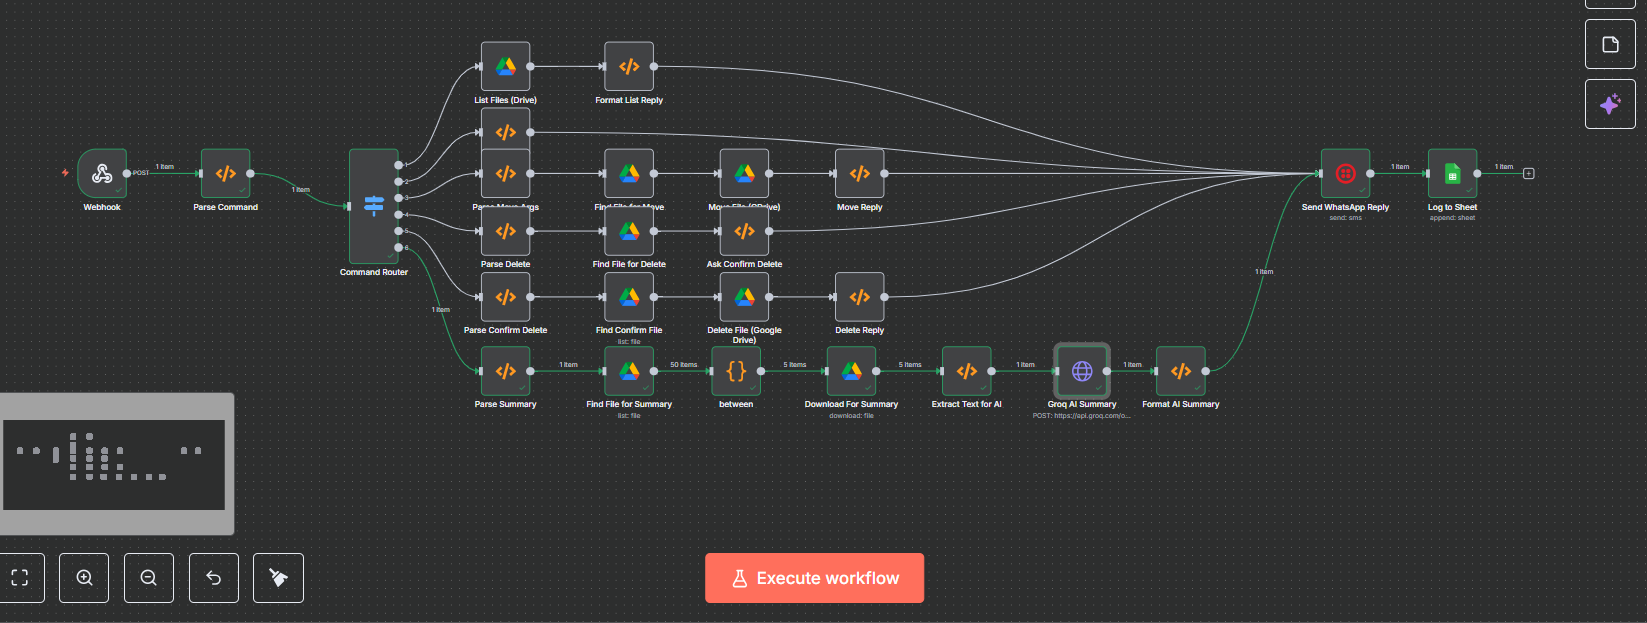 List Files (Drive)
Format List Reply
Webhook
POST
1 item
Parse Command
1 item
1
2
3
4
5
6
Command Router
Parse Move Args
Find File for Move
Move Reply
Parse Delete
Find File for Delete
Ask Confirm Delete
Parse Confirm Delete
Find Confirm File
list: file
Delete File (Google
Drive)
Delete Reply
1 item
Parse Summary
1 item
Find File for Summary
list: file
50 items
{}
between
5 items
Download For Summary
download: file
5 items
Extract Text for AI
1 item
Groq AI Summary
POST: https://api.groq.com/o...
1 item
Format AI Summary
1 item
Send WhatsApp Reply
send: sms
1 item
Log to Sheet
append: sheet
1 item
Execute workflow